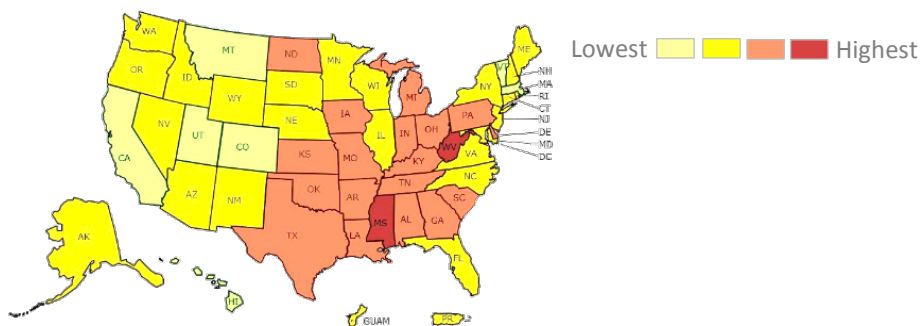 Lowest Highest
WA
MT
ND
MN
ME
VT
OR
ID
SD
WI
MI
NY
NH
MA
WY
RI
CT
IA
PA
NJ
NE
NV
IL
IN
OH
DE
MD
DC
UT
CO
KS
MO
WV
VA
KY
CA
NC
TN
AZ
NM
OK
AR
SC
MS
AL
GA
TX
LA
AK
FL
HI
GUAM
PR